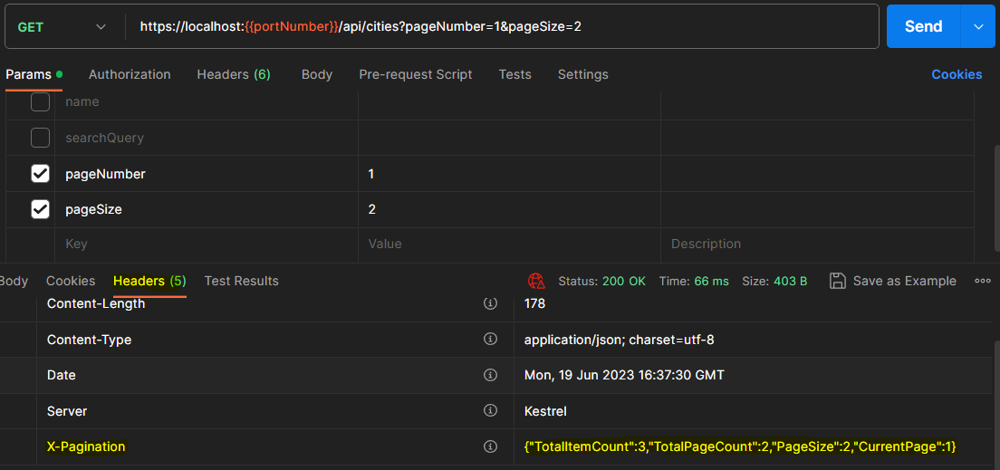 GET https://localhost:{{portNumber}}/api/cities?pageNumber=1&pageSize=2 Send
Params Authorization Headers (6) Body Pre-request Script Tests Settings Cookies
name
searchQuery
pageNumber 1
pageSize 2
Key Value Description
Body Cookies Headers (5) Test Results Status: 200 OK Time: 66 ms Size: 403 B Save as Example
Content-Length 178
Content-Type application/json; charset=utf-8
Date Mon, 19 Jun 2023 16:37:30 GMT
Server Kestrel
X-Pagination {"TotalItemCount":3,"TotalPageCount":2,"PageSize":2,"CurrentPage":1}